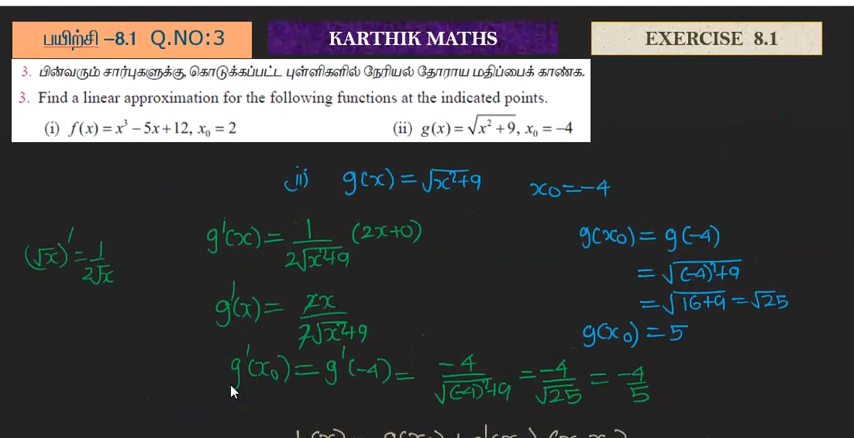 பயிற்சி –8.1 Q.NO:3
KARTHIK MATHS
EXERCISE 8.1
3. பின்வரும் சார்புகளுக்கு, கொடுக்கப்பட்ட புள்ளிகளில் நேரியல் தோராய மதிப்பைக் காண்க.
3. Find a linear approximation for the following functions at the indicated points.
(i) f(x) = x³ − 5x + 12, x₀ = 2 (ii) g(x) = √(x² + 9), x₀ = −4
ii) g(x) = √(x²+9) x₀ = −4
(√x)' = 1/(2√x)
g'(x) = 1/(2√(x²+9)) (2x+0)
g'(x) = 2x/(2√(x²+9))
g'(x₀) = g'(−4) = −4/√((−4)²+9) = −4/√25 = −4/5
g(x₀) = g(−4)
= √((−4)²+9)
= √(16+9) = √25
g(x₀) = 5